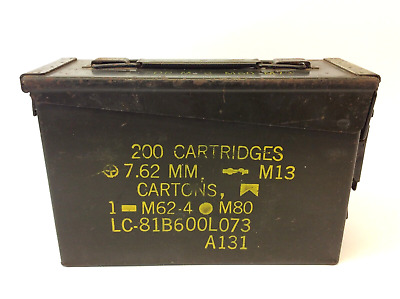 200 CARTRIDGES
7.62 MM, M13
CARTONS,
1 M62-4 M80
LC-81B600L073
A131